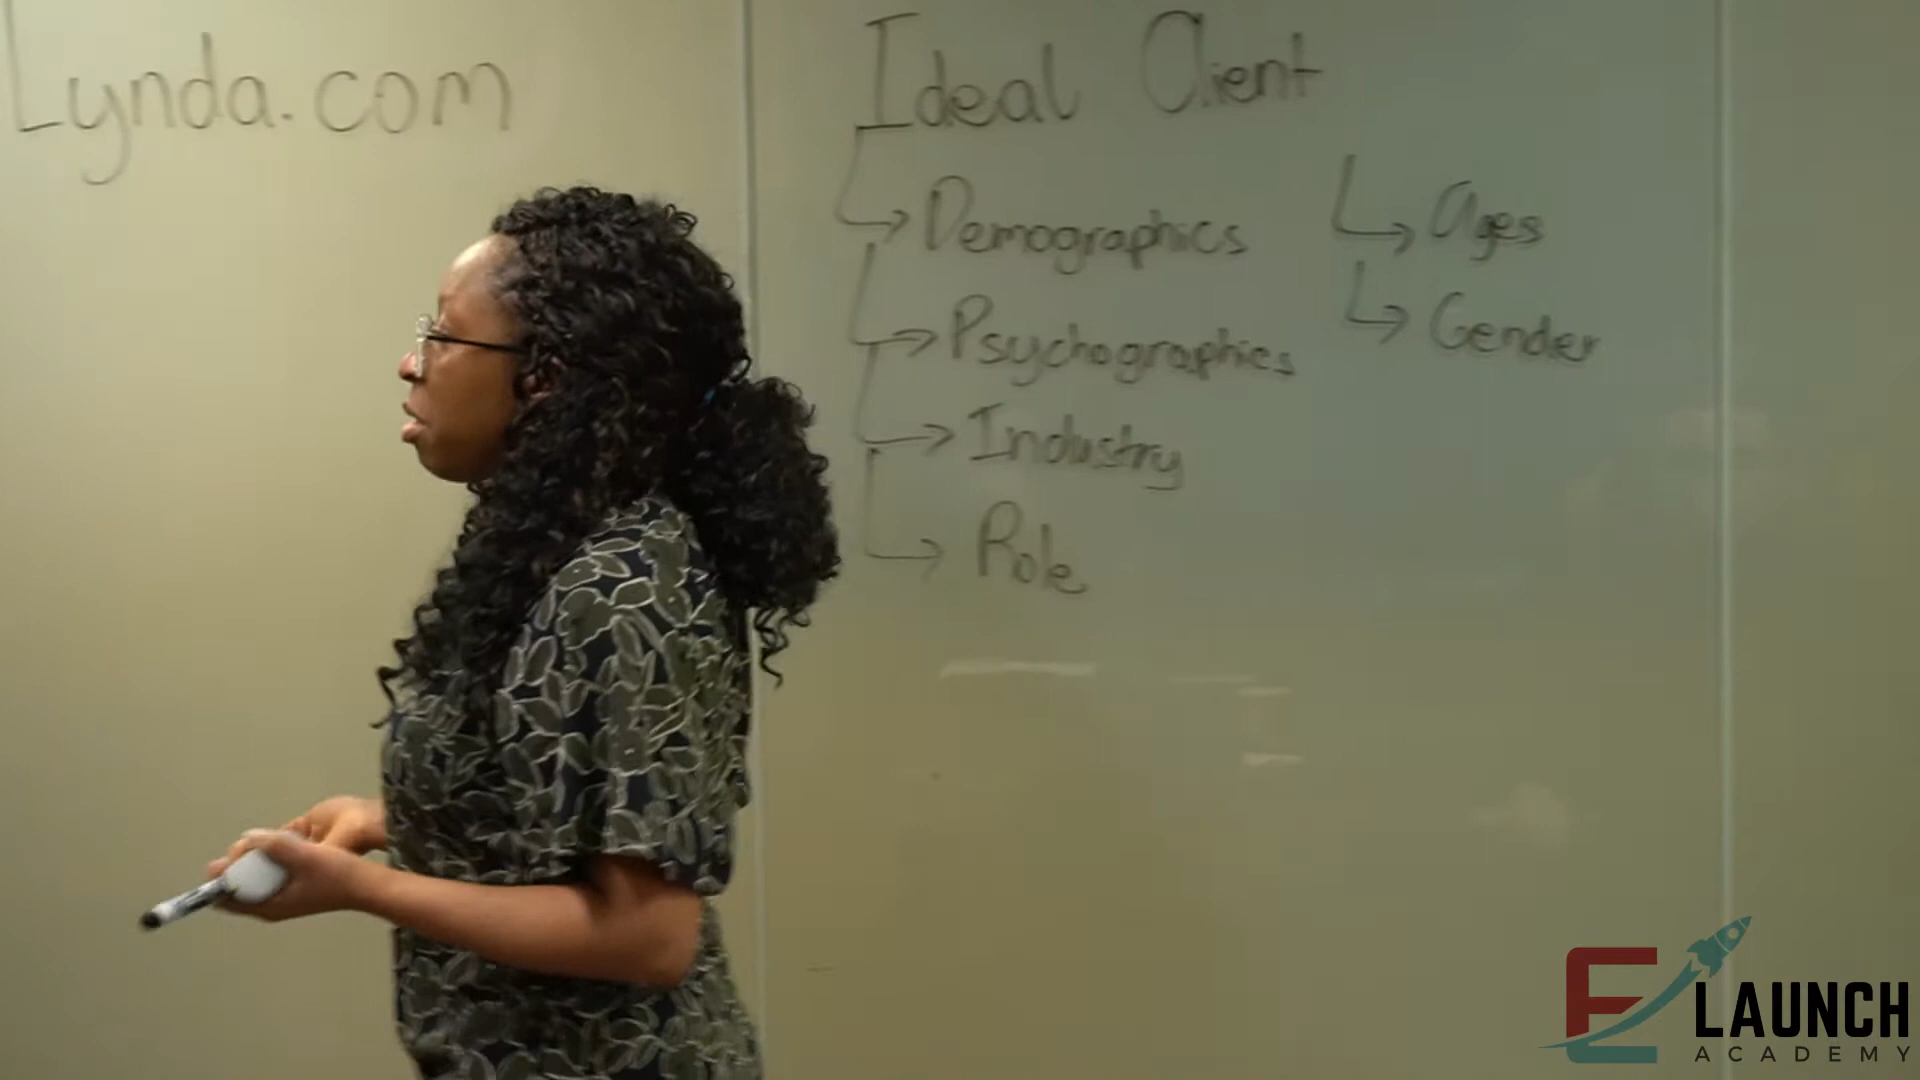 Lynda.com
Ideal Client
Demographics
Psychographics
Industry
Role
Ages
Gender
E LAUNCH
ACADEMY